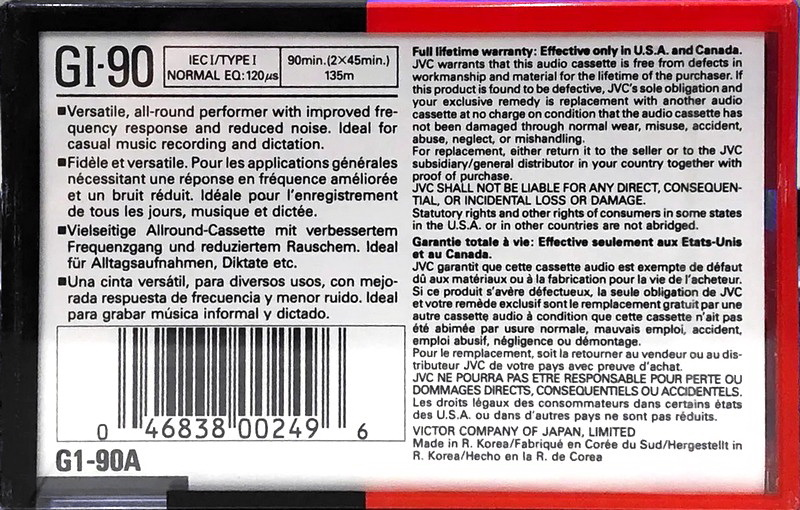 GI-90
IEC I/TYPE I
NORMAL EQ:120µs
90min.(2×45min.)
135m
■Versatile, all-round performer with improved fre-
quency response and reduced noise. Ideal for
casual music recording and dictation.
■Fidèle et versatile. Pour les applications générales
nécessitant une réponse en fréquence améliorée
et un bruit réduit. Idéale pour l'enregistrement
de tous les jours, musique et dictée.
■Vielseitige Allround-Cassette mit verbessertem
Frequenzgang und reduziertem Rauschem. Ideal
für Alltagsaufnahmen, Diktate etc.
■Una cinta versátil, para diversos usos, con mejo-
rada respuesta de frecuencia y menor ruido. Ideal
para grabar música informal y dictado.
0 46838 00249 6
G1-90A
Full lifetime warranty: Effective only in U.S.A. and Canada.
JVC warrants that this audio cassette is free from defects in
workmanship and material for the lifetime of the purchaser. If
this product is found to be defective, JVC's sole obligation and
your exclusive remedy is replacement with another audio
cassette at no charge on condition that the audio cassette has
not been damaged through normal wear, misuse, accident,
abuse, neglect, or mishandling.
For replacement, either return it to the seller or to the JVC
subsidiary/general distributor in your country together with
proof of purchase.
JVC SHALL NOT BE LIABLE FOR ANY DIRECT, CONSEQUEN-
TIAL, OR INCIDENTAL LOSS OR DAMAGE.
Statutory rights and other rights of consumers in some states
in the U.S.A. or in other countries are not abridged.
Garantie totale à vie: Effective seulement aux Etats-Unis
et au Canada.
JVC garantit que cette cassette audio est exempte de défaut
dû aux matériaux ou à la fabrication pour la vie de l'acheteur.
Si ce produit s'avère défectueux, la seule obligation de JVC
et votre remède exclusif sont le remplacement gratuit par une
autre cassette audio à condition que cette cassette n'ait pas
été abimée par usure normale, mauvais emploi, accident,
emploi abusif, négligence ou démontage.
Pour le remplacement, soit la retourner au vendeur ou au dis-
tributeur JVC de votre pays avec preuve d'achat.
JVC NE POURRA PAS ETRE RESPONSABLE POUR PERTE OU
DOMMAGES DIRECTS, CONSEQUENTIELS OU ACCIDENTELS.
Les droits légaux des consommateurs dans certains états
des U.S.A. ou dans d'autres pays ne sont pas réduits.
VICTOR COMPANY OF JAPAN, LIMITED
Made in R. Korea/Fabriqué en Corée du Sud/Hergestellt in
R. Korea/Hecho en la R. de Corea